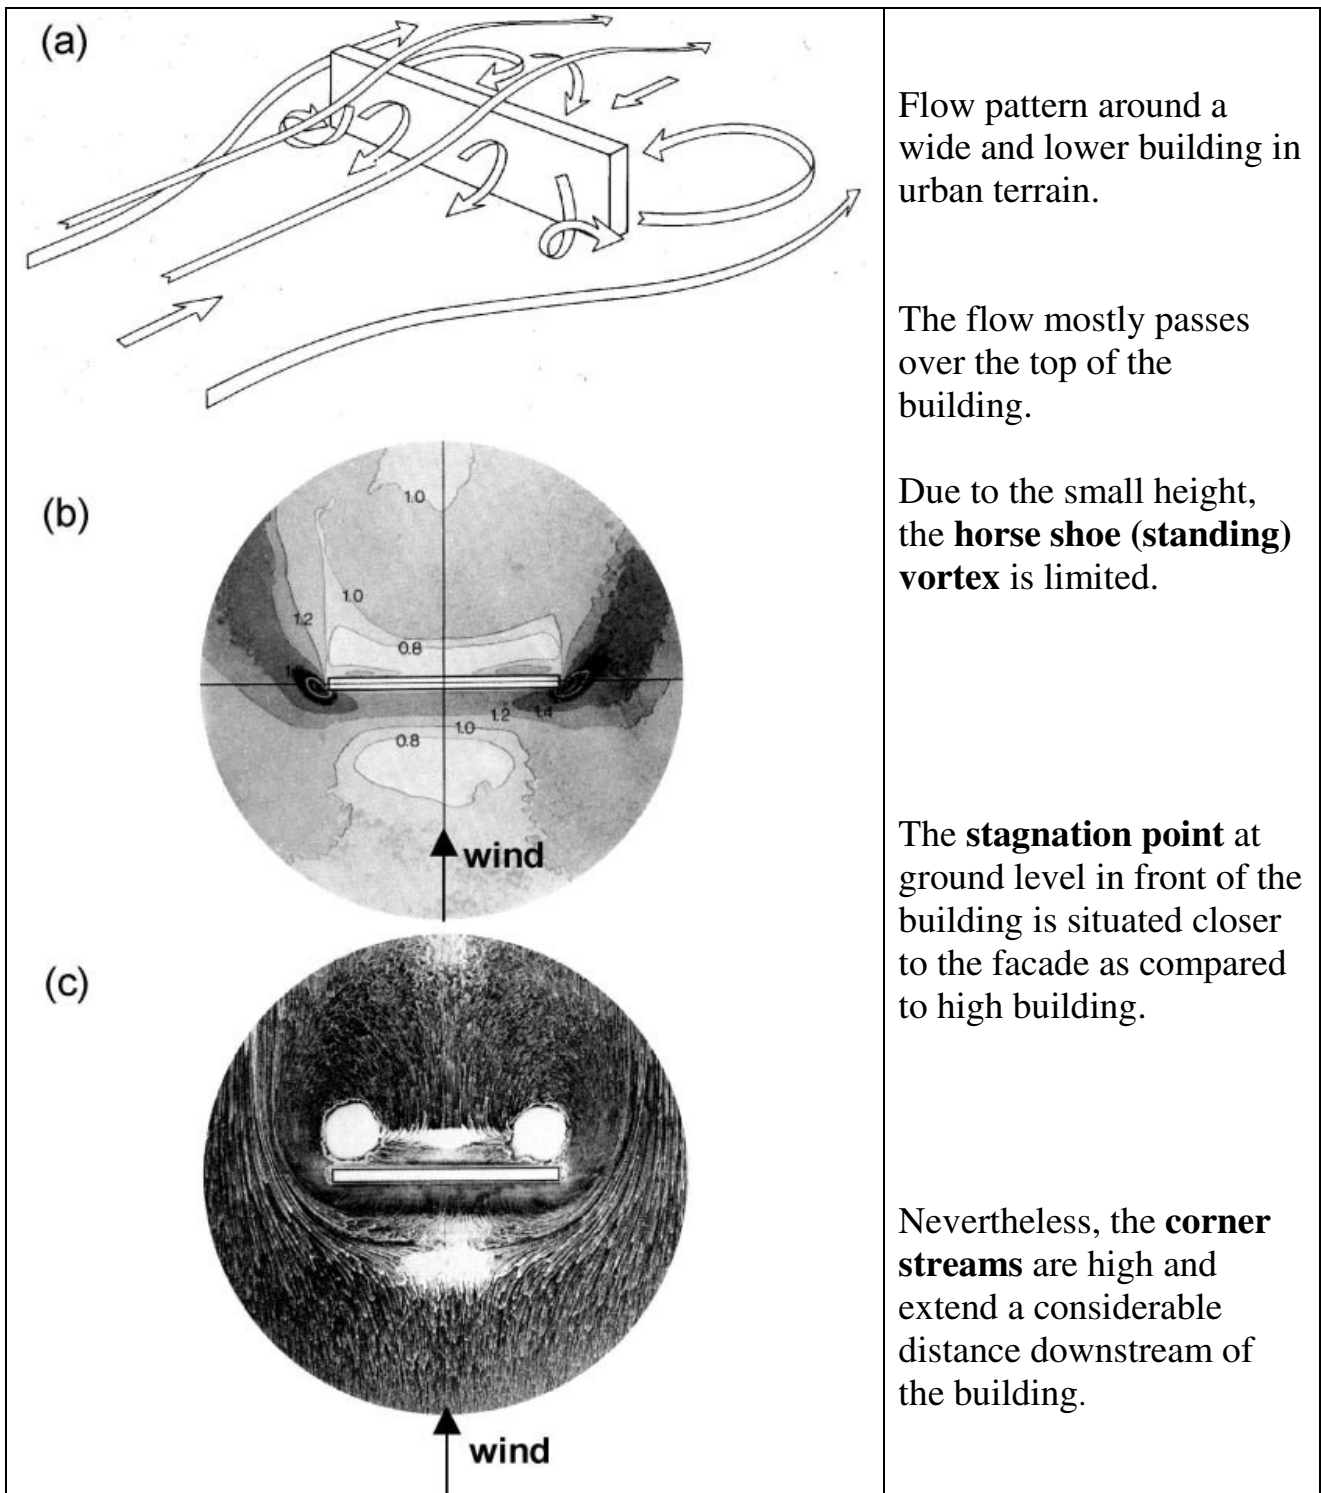 (a)
Flow pattern around a
wide and lower building in
urban terrain.
The flow mostly passes
over the top of the
building.
(b)
1.0
1.0
1.2
0.8
1.2
1.4
1.0
0.8
wind
Due to the small height,
the horse shoe (standing)
vortex is limited.
The stagnation point at
ground level in front of the
building is situated closer
to the facade as compared
to high building.
(c)
wind
Nevertheless, the corner
streams are high and
extend a considerable
distance downstream of
the building.